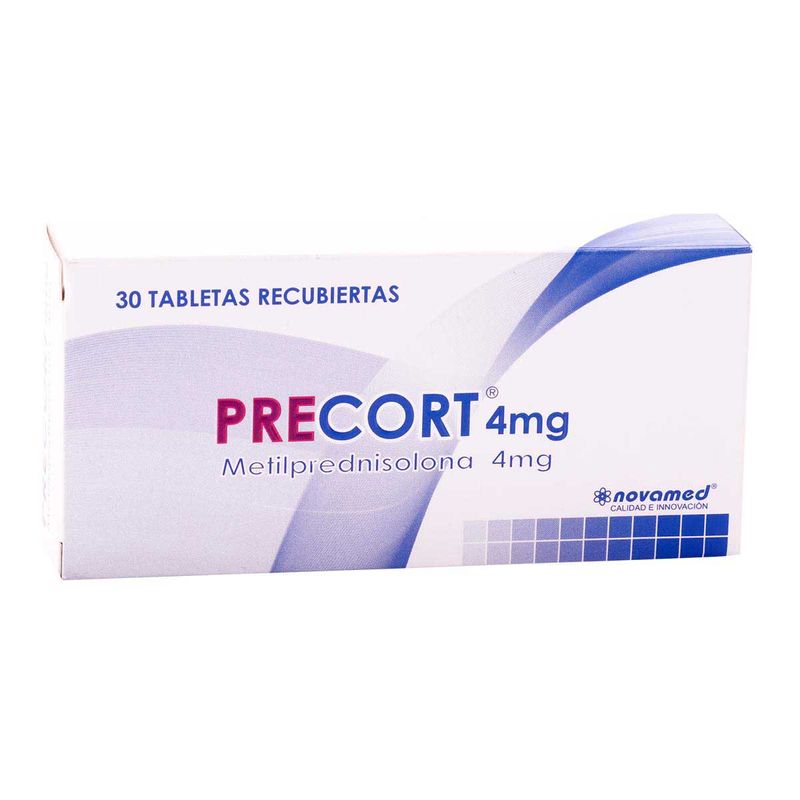 30 TABLETAS RECUBIERTAS
PRECORT® 4mg
Metilprednisolona 4mg
novamed®
CALIDAD E INNOVACIÓN